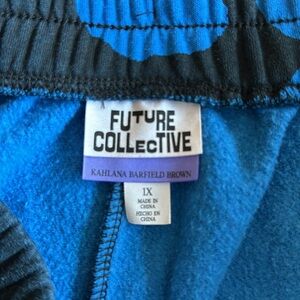 FUTURE
COLLECTIVE
KAHLANA BARFIELD BROWN
1X
MADE IN
CHINA
HECHO EN
CHINA